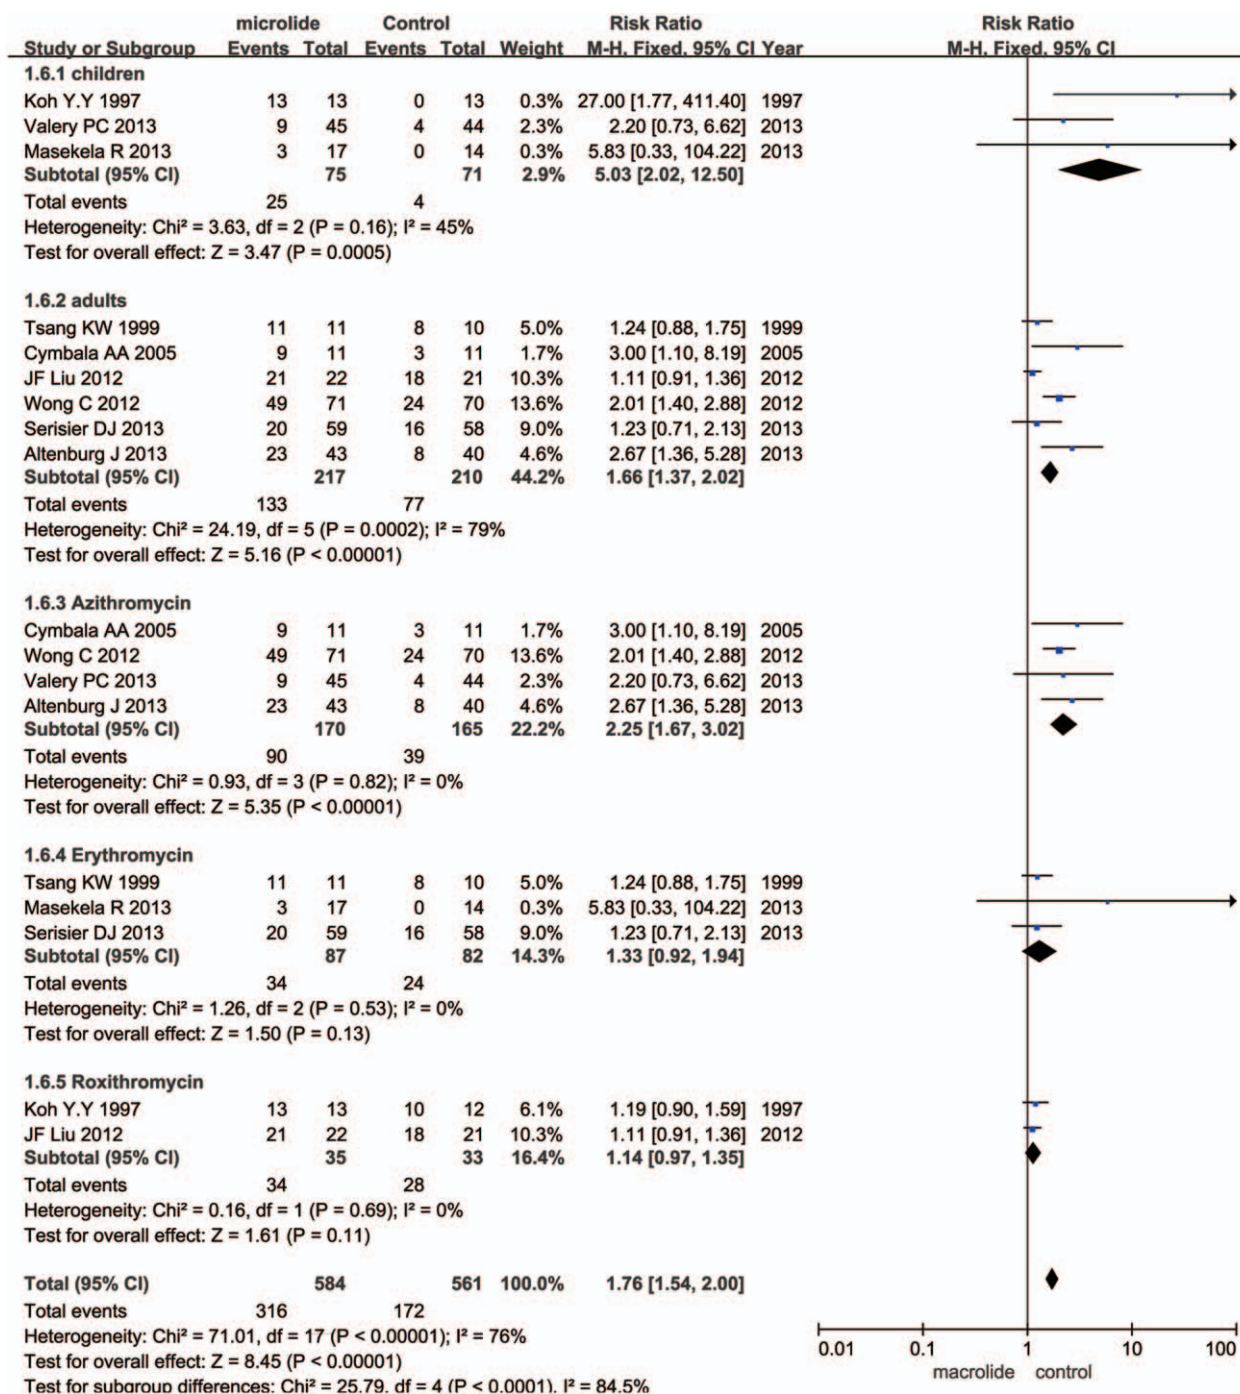 microlide Control Risk Ratio Risk Ratio
Study or Subgroup Events Total Events Total Weight M-H, Fixed, 95% CI Year M-H, Fixed, 95% CI
1.6.1 children
Koh Y.Y 1997 13 13 0 13 0.3% 27.00 [1.77, 411.40] 1997
Valery PC 2013 9 45 4 44 2.3% 2.20 [0.73, 6.62] 2013
Masekela R 2013 3 17 0 14 0.3% 5.83 [0.33, 104.22] 2013
Subtotal (95% CI) 75 71 2.9% 5.03 [2.02, 12.50]
Total events 25 4
Heterogeneity: Chi² = 3.63, df = 2 (P = 0.16); I² = 45%
Test for overall effect: Z = 3.47 (P = 0.0005)
1.6.2 adults
Tsang KW 1999 11 11 8 10 5.0% 1.24 [0.88, 1.75] 1999
Cymbala AA 2005 9 11 3 11 1.7% 3.00 [1.10, 8.19] 2005
JF Liu 2012 21 22 18 21 10.3% 1.11 [0.91, 1.36] 2012
Wong C 2012 49 71 24 70 13.6% 2.01 [1.40, 2.88] 2012
Serisier DJ 2013 20 59 16 58 9.0% 1.23 [0.71, 2.13] 2013
Altenburg J 2013 23 43 8 40 4.6% 2.67 [1.36, 5.28] 2013
Subtotal (95% CI) 217 210 44.2% 1.66 [1.37, 2.02]
Total events 133 77
Heterogeneity: Chi² = 24.19, df = 5 (P = 0.0002); I² = 79%
Test for overall effect: Z = 5.16 (P < 0.00001)
1.6.3 Azithromycin
Cymbala AA 2005 9 11 3 11 1.7% 3.00 [1.10, 8.19] 2005
Wong C 2012 49 71 24 70 13.6% 2.01 [1.40, 2.88] 2012
Valery PC 2013 9 45 4 44 2.3% 2.20 [0.73, 6.62] 2013
Altenburg J 2013 23 43 8 40 4.6% 2.67 [1.36, 5.28] 2013
Subtotal (95% CI) 170 165 22.2% 2.25 [1.67, 3.02]
Total events 90 39
Heterogeneity: Chi² = 0.93, df = 3 (P = 0.82); I² = 0%
Test for overall effect: Z = 5.35 (P < 0.00001)
1.6.4 Erythromycin
Tsang KW 1999 11 11 8 10 5.0% 1.24 [0.88, 1.75] 1999
Masekela R 2013 3 17 0 14 0.3% 5.83 [0.33, 104.22] 2013
Serisier DJ 2013 20 59 16 58 9.0% 1.23 [0.71, 2.13] 2013
Subtotal (95% CI) 87 82 14.3% 1.33 [0.92, 1.94]
Total events 34 24
Heterogeneity: Chi² = 1.26, df = 2 (P = 0.53); I² = 0%
Test for overall effect: Z = 1.50 (P = 0.13)
1.6.5 Roxithromycin
Koh Y.Y 1997 13 13 10 12 6.1% 1.19 [0.90, 1.59] 1997
JF Liu 2012 21 22 18 21 10.3% 1.11 [0.91, 1.36] 2012
Subtotal (95% CI) 35 33 16.4% 1.14 [0.97, 1.35]
Total events 34 28
Heterogeneity: Chi² = 0.16, df = 1 (P = 0.69); I² = 0%
Test for overall effect: Z = 1.61 (P = 0.11)
Total (95% CI) 584 561 100.0% 1.76 [1.54, 2.00]
Total events 316 172
Heterogeneity: Chi² = 71.01, df = 17 (P < 0.00001); I² = 76%
Test for overall effect: Z = 8.45 (P < 0.00001)
Test for subgroup differences: Chi² = 25.79, df = 4 (P < 0.0001), I² = 84.5%
0.01 0.1 1 10 100
macrolide control